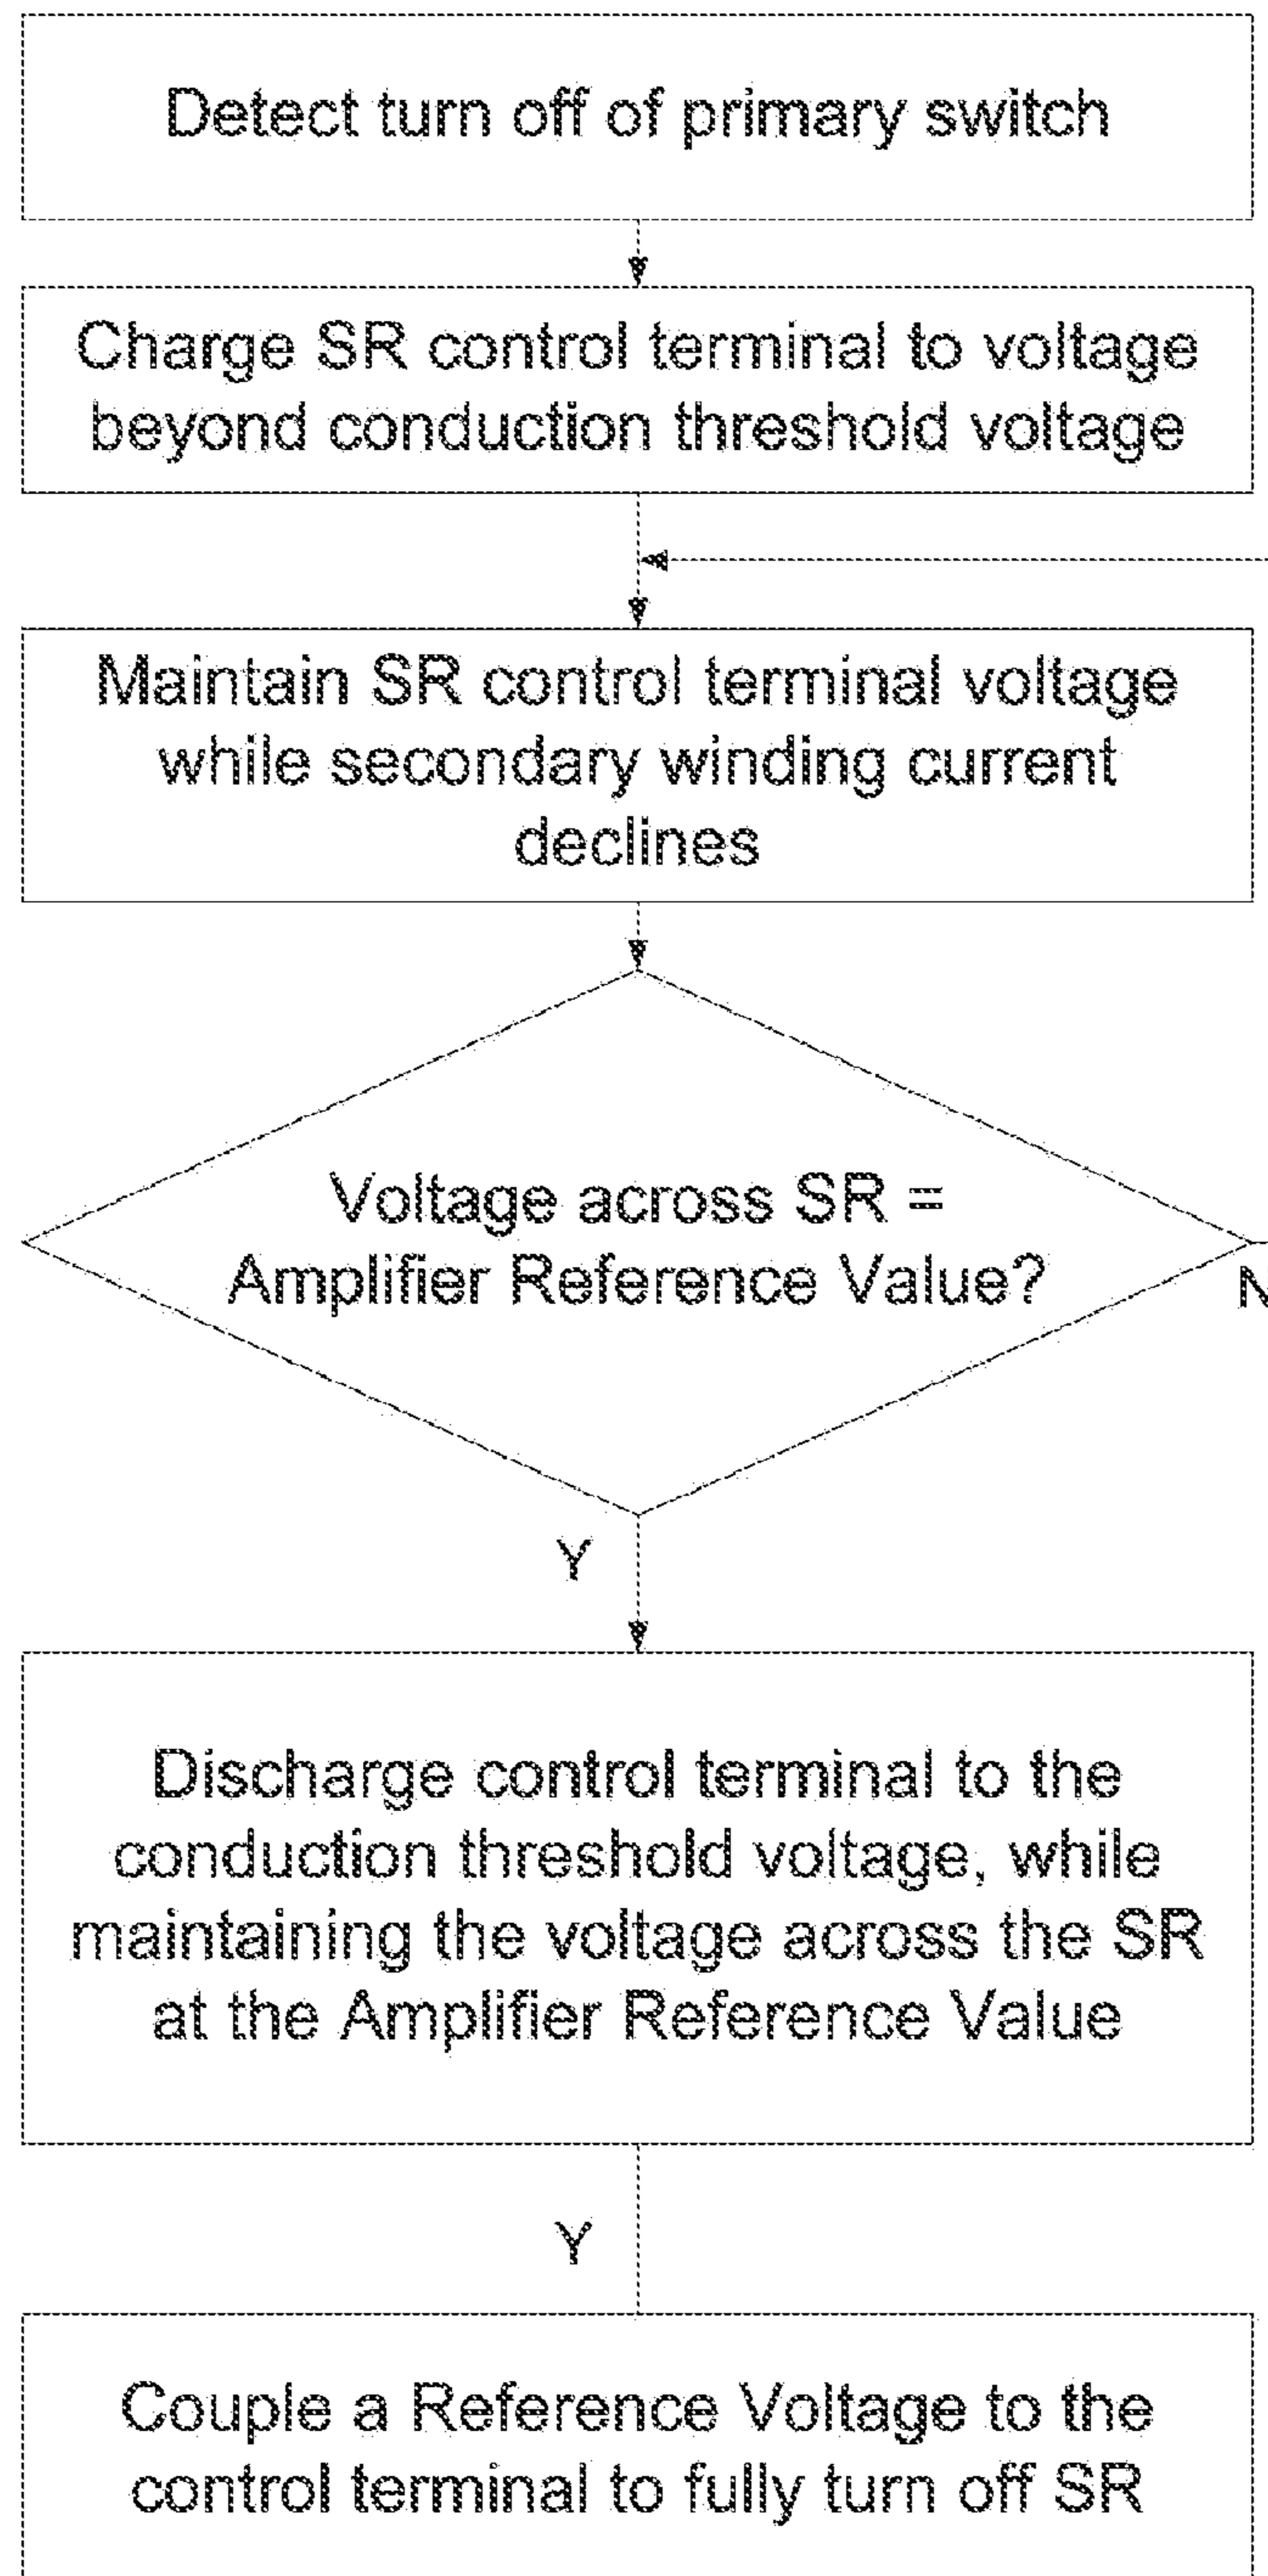 Detect turn off of primary switch
Charge SR control terminal to voltage
beyond conduction threshold voltage
Maintain SR control terminal voltage
while secondary winding current
declines
Voltage across SR =
Amplifier Reference Value?
N
Y
Discharge control terminal to the
conduction threshold voltage, while
maintaining the voltage across the SR
at the Amplifier Reference Value
Y
Couple a Reference Voltage to the
control terminal to fully turn off SR